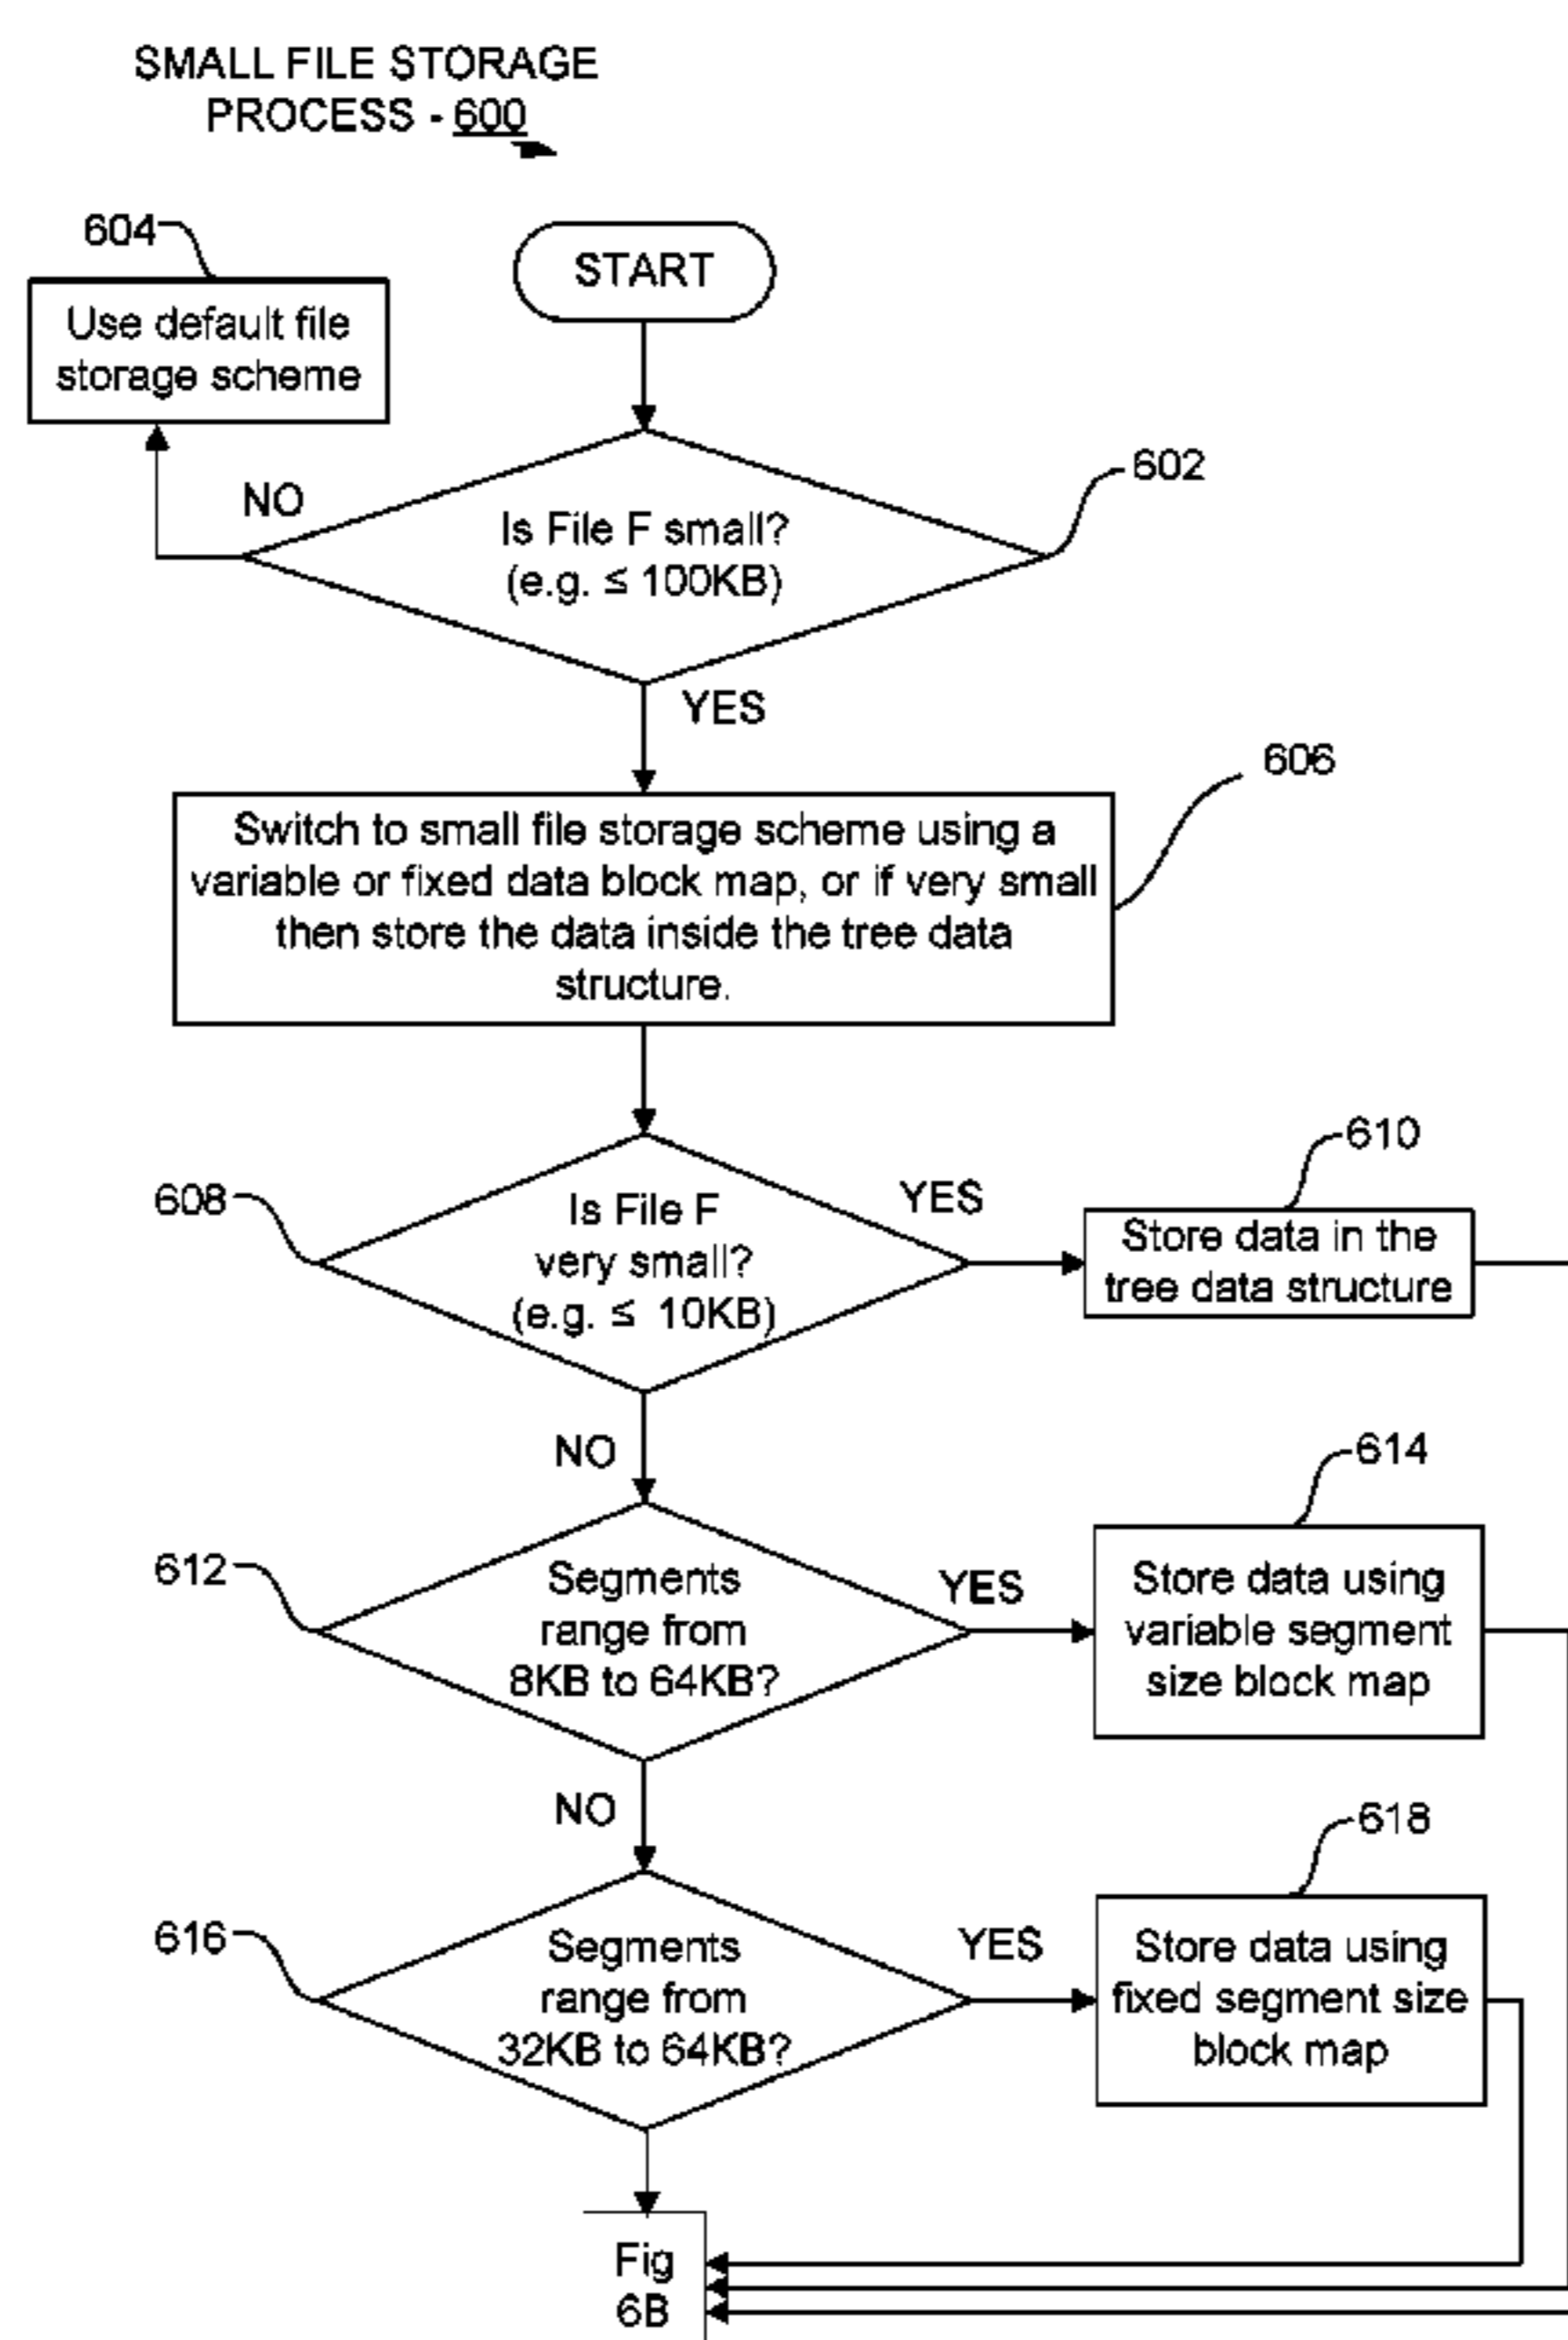 SMALL FILE STORAGE
PROCESS - 600
604
START
Use default file
storage scheme
602
NO
Is File F small?
(e.g. ≤ 100KB)
YES
606
Switch to small file storage scheme using a
variable or fixed data block map, or if very small
then store the data inside the tree data
structure.
610
608
YES
Is File F
very small?
(e.g. ≤ 10KB)
Store data in the
tree data structure
NO
614
612
YES
Segments
range from
8KB to 64KB?
Store data using
variable segment
size block map
NO
618
616
YES
Segments
range from
32KB to 64KB?
Store data using
fixed segment size
block map
Fig
6B